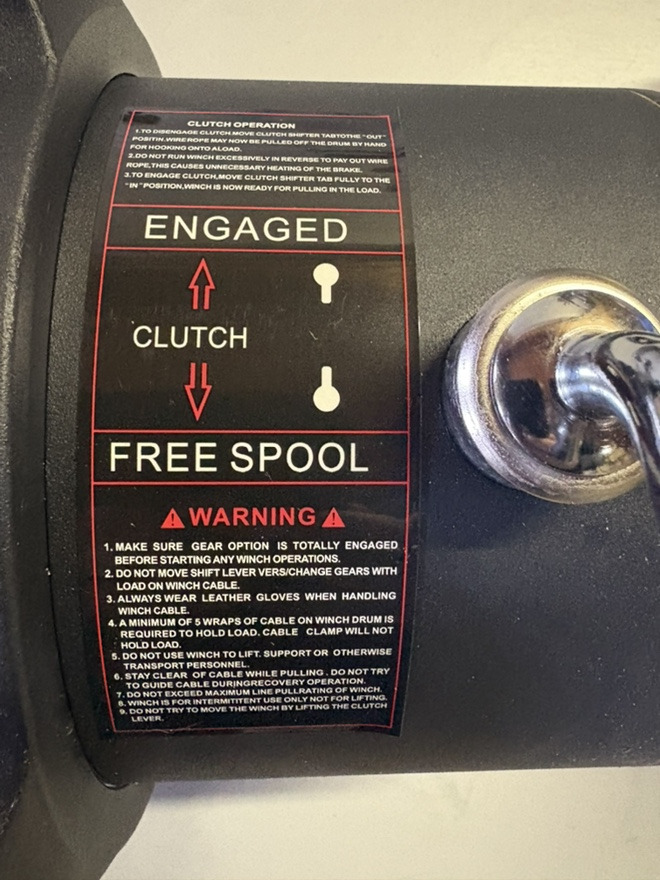 CLUTCH OPERATION
1.TO DISENGAGE CLUTCH,MOVE CLUTCH SHIFTER TABTOTHE "OUT"
POSITIN.WIRE ROPE MAY NOW BE PULLED OFF THE DRUM BY HAND
FOR HOOKING ONTO ALOAD.
2.DO NOT RUN WINCH EXCESSIVELY IN REVERSE TO PAY OUT WIRE
ROPE,THIS CAUSES UNNECESSARY HEATING OF THE BRAKE.
3.TO ENGAGE CLUTCH,MOVE CLUTCH SHIFTER TAB FULLY TO THE
"IN"POSITION,WINCH IS NOW READY FOR PULLING IN THE LOAD.
ENGAGED
CLUTCH
FREE SPOOL
WARNING
1. MAKE SURE GEAR OPTION IS TOTALLY ENGAGED
BEFORE STARTING ANY WINCH OPERATIONS.
2. DO NOT MOVE SHIFT LEVER VERS/CHANGE GEARS WITH
LOAD ON WINCH CABLE.
3. ALWAYS WEAR LEATHER GLOVES WHEN HANDLING
WINCH CABLE.
4. A MINIMUM OF 5 WRAPS OF CABLE ON WINCH DRUM IS
REQUIRED TO HOLD LOAD. CABLE CLAMP WILL NOT
HOLD LOAD.
5. DO NOT USE WINCH TO LIFT. SUPPORT OR OTHERWISE
TRANSPORT PERSONNEL.
6. STAY CLEAR OF CABLE WHILE PULLING . DO NOT TRY
TO GUIDE CABLE DURINGRECOVERY OPERATION.
7. DO NOT EXCEED MAXIMUM LINE PULLRATING OF WINCH.
8. WINCH IS FOR INTERMITITENT USE ONLY NOT FOR LIFTING.
9. DO NOT TRY TO MOVE THE WINCH BY LIFTING THE CLUTCH
LEVER.